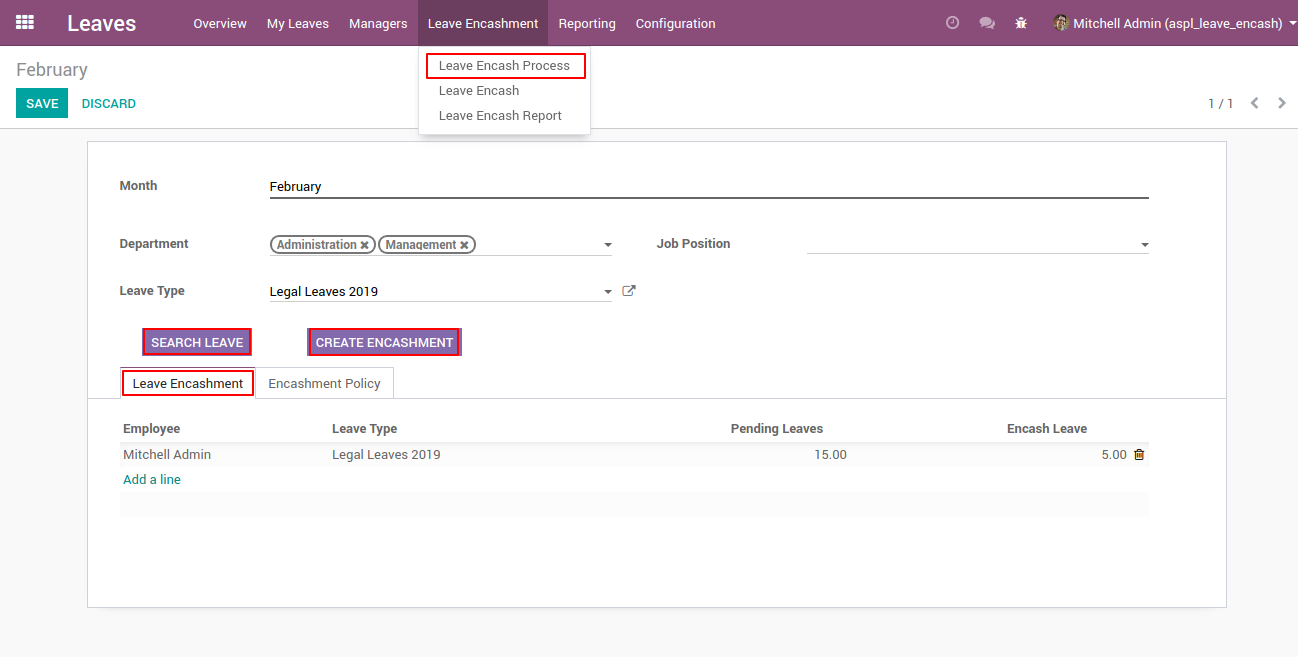 Leaves Overview My Leaves Managers Leave Encashment Reporting Configuration Mitchell Admin (aspl_leave_encash)
Leave Encash Process
Leave Encash
Leave Encash Report
February
SAVE DISCARD 1 / 1
Month February
Department Administration Management Job Position
Leave Type Legal Leaves 2019
SEARCH LEAVE CREATE ENCASHMENT
Leave Encashment Encashment Policy
Employee Leave Type Pending Leaves Encash Leave
Mitchell Admin Legal Leaves 2019 15.00 5.00
Add a line